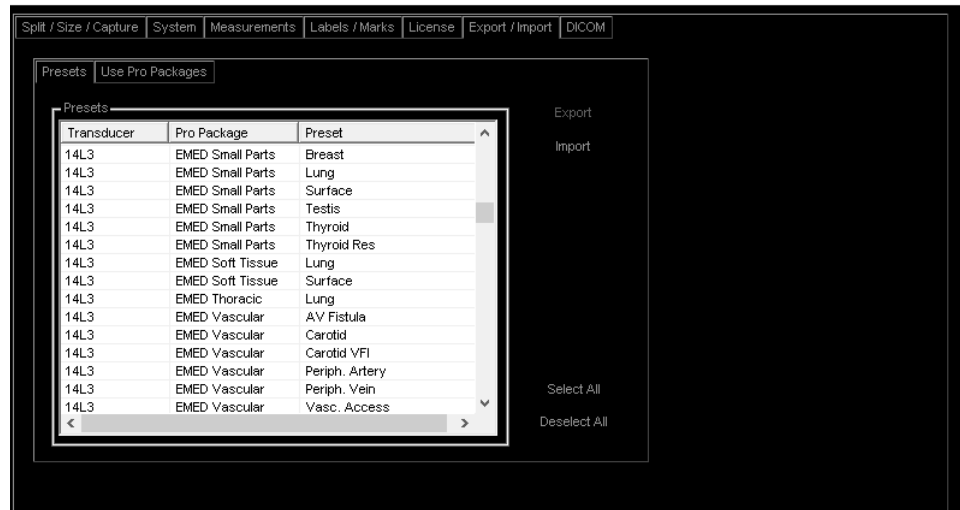 Split / Size / Capture System Measurements Labels / Marks License Export / Import DICOM
Presets Use Pro Packages
Presets
Export
Import
Transducer Pro Package Preset
14L3 EMED Small Parts Breast
14L3 EMED Small Parts Lung
14L3 EMED Small Parts Surface
14L3 EMED Small Parts Testis
14L3 EMED Small Parts Thyroid
14L3 EMED Small Parts Thyroid Res
14L3 EMED Soft Tissue Lung
14L3 EMED Soft Tissue Surface
14L3 EMED Thoracic Lung
14L3 EMED Vascular AV Fistula
14L3 EMED Vascular Carotid
14L3 EMED Vascular Carotid VFI
14L3 EMED Vascular Periph. Artery
14L3 EMED Vascular Periph. Vein
14L3 EMED Vascular Vasc. Access
Select All
Deselect All